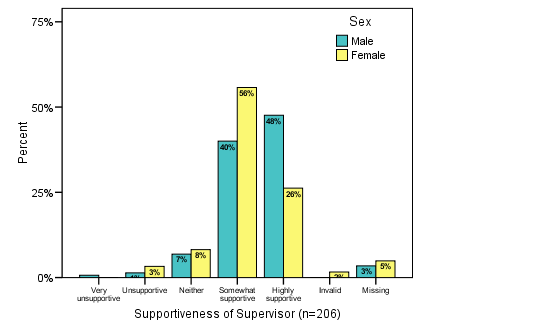 75%
50%
25%
0%
Percent
Sex
Male
Female
40%
56%
48%
26%
7%
8%
3%
3%
5%
Very
unsupportive
Unsupportive
Neither
Somewhat
supportive
Highly
supportive
Invalid
Missing
Supportiveness of Supervisor (n=206)